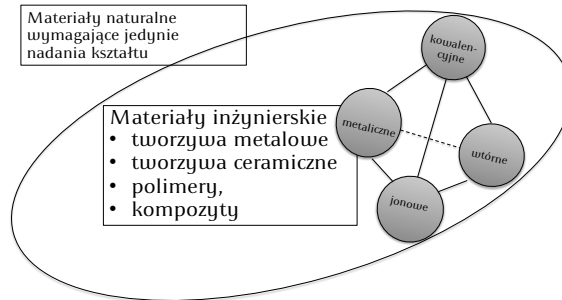 Materiały naturalne
wymagające jedynie
nadania kształtu
kowalen-
cyjne
Materiały inżynierskie
• tworzywa metalowe
• tworzywa ceramiczne
• polimery,
• kompozyty
metaliczne
wtórne
jonowe